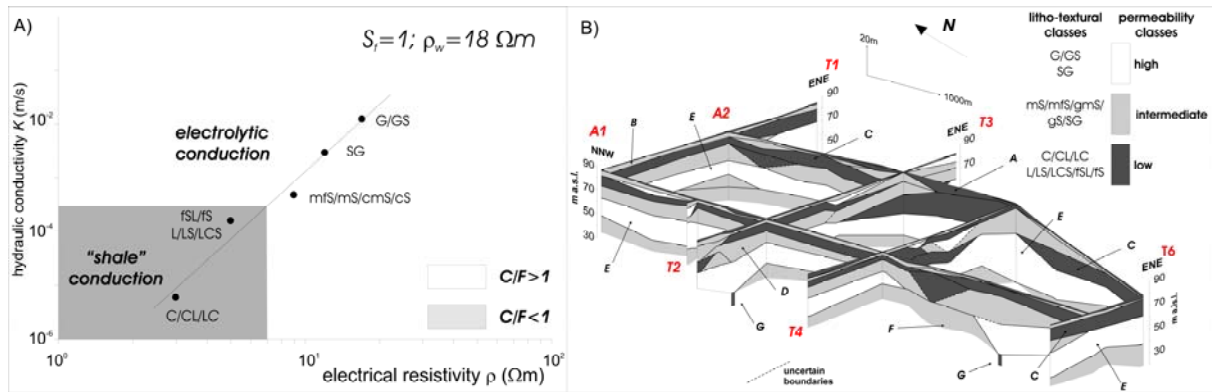 A)
S_f=1; ρ_w=18 Ωm
hydraulic conductivity K (m/s)
10^-2
10^-4
10^-6
electrolytic
conduction
G/GS
SG
mfS/mS/cmS/cS
fSL/fS
L/LS/LCS
"shale"
conduction
C/CL/LC
C/F>1
C/F<1
10^0
10^1
10^2
electrical resistivity ρ (Ωm)
B)
N
20m
1000m
litho-textural
classes
permeability
classes
G/GS
SG
high
mS/mfS/gmS/
gS/SG
intermediate
C/CL/LC
L/LS/LCS/fSL/fS
low
T1
ENE
90
70
50
A2
E
B
A1
NNW
90
70
50
30
m a.s.l.
C
T3
ENE
90
70
50
A
E
T2
D
G
E
T4
F
G
C
T6
ENE
90
70
50
30
m a.s.l.
C
E
uncertain
boundaries